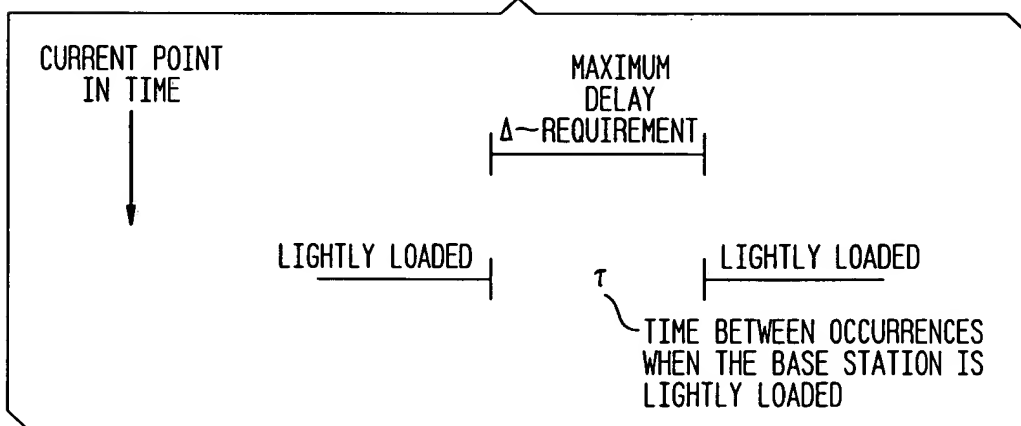 CURRENT POINT
IN TIME
MAXIMUM
DELAY
Δ~REQUIREMENT
LIGHTLY LOADED
τ
LIGHTLY LOADED
TIME BETWEEN OCCURRENCES
WHEN THE BASE STATION IS
LIGHTLY LOADED